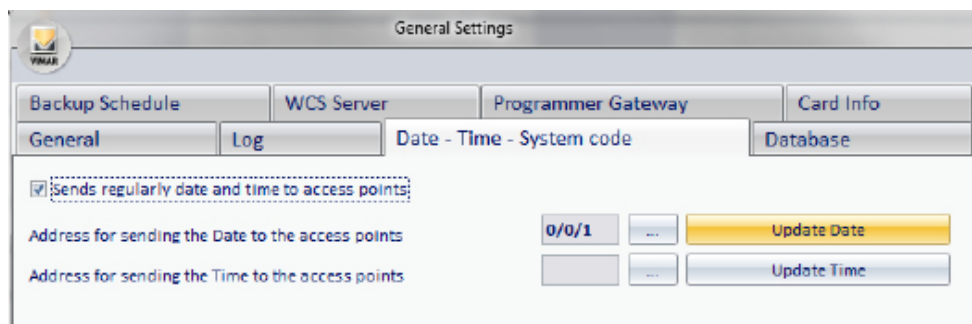 General Settings
VIMAR
Backup Schedule WCS Server Programmer Gateway Card Info
General Log Date - Time - System code Database
Sends regularly date and time to access points
Address for sending the Date to the access points 0/0/1 ... Update Date
Address for sending the Time to the access points ... Update Time